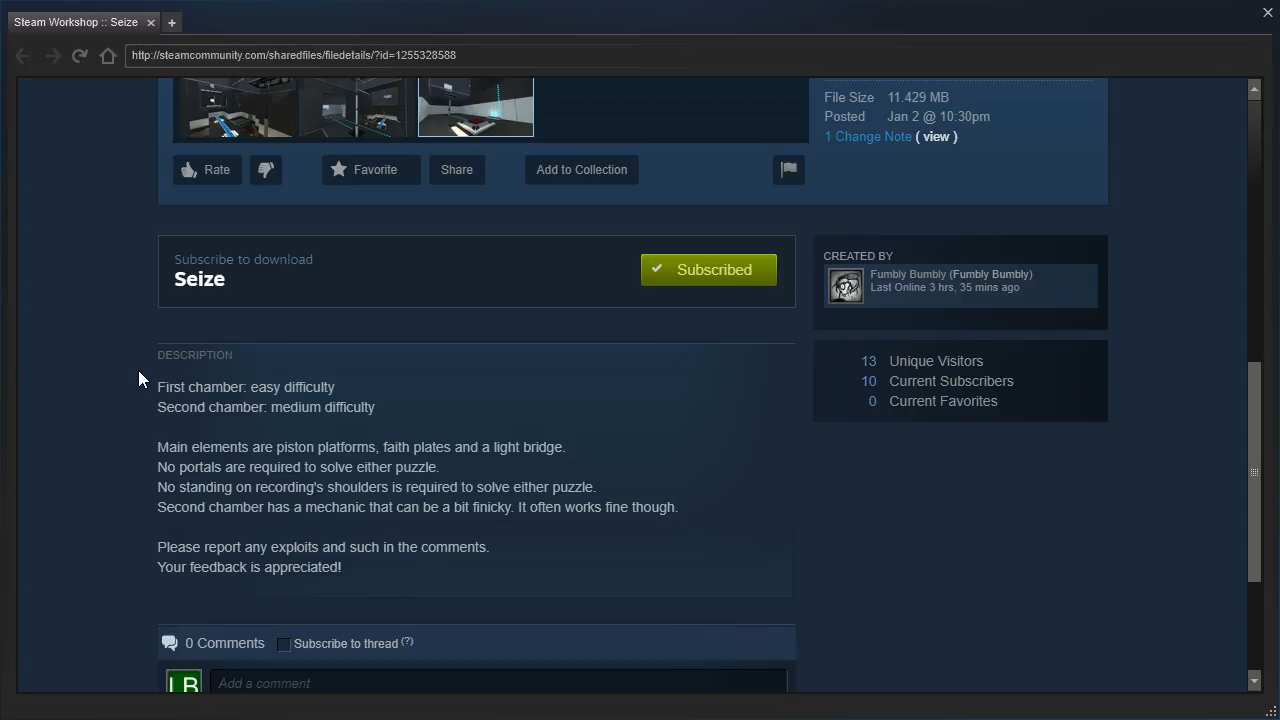 Steam Workshop :: Seize
http://steamcommunity.com/sharedfiles/filedetails/?id=1255328588
File Size 11.429 MB
Posted Jan 2 @ 10:30pm
1 Change Note ( view )
Rate
Favorite
Share
Add to Collection
Subscribe to download
Seize
Subscribed
CREATED BY
Fumbly Bumbly (Fumbly Bumbly)
Last Online 3 hrs, 35 mins ago
13 Unique Visitors
10 Current Subscribers
0 Current Favorites
DESCRIPTION
First chamber: easy difficulty
Second chamber: medium difficulty
Main elements are piston platforms, faith plates and a light bridge.
No portals are required to solve either puzzle.
No standing on recording's shoulders is required to solve either puzzle.
Second chamber has a mechanic that can be a bit finicky. It often works fine though.
Please report any exploits and such in the comments.
Your feedback is appreciated!
0 Comments
Subscribe to thread (?)
LB
Add a comment